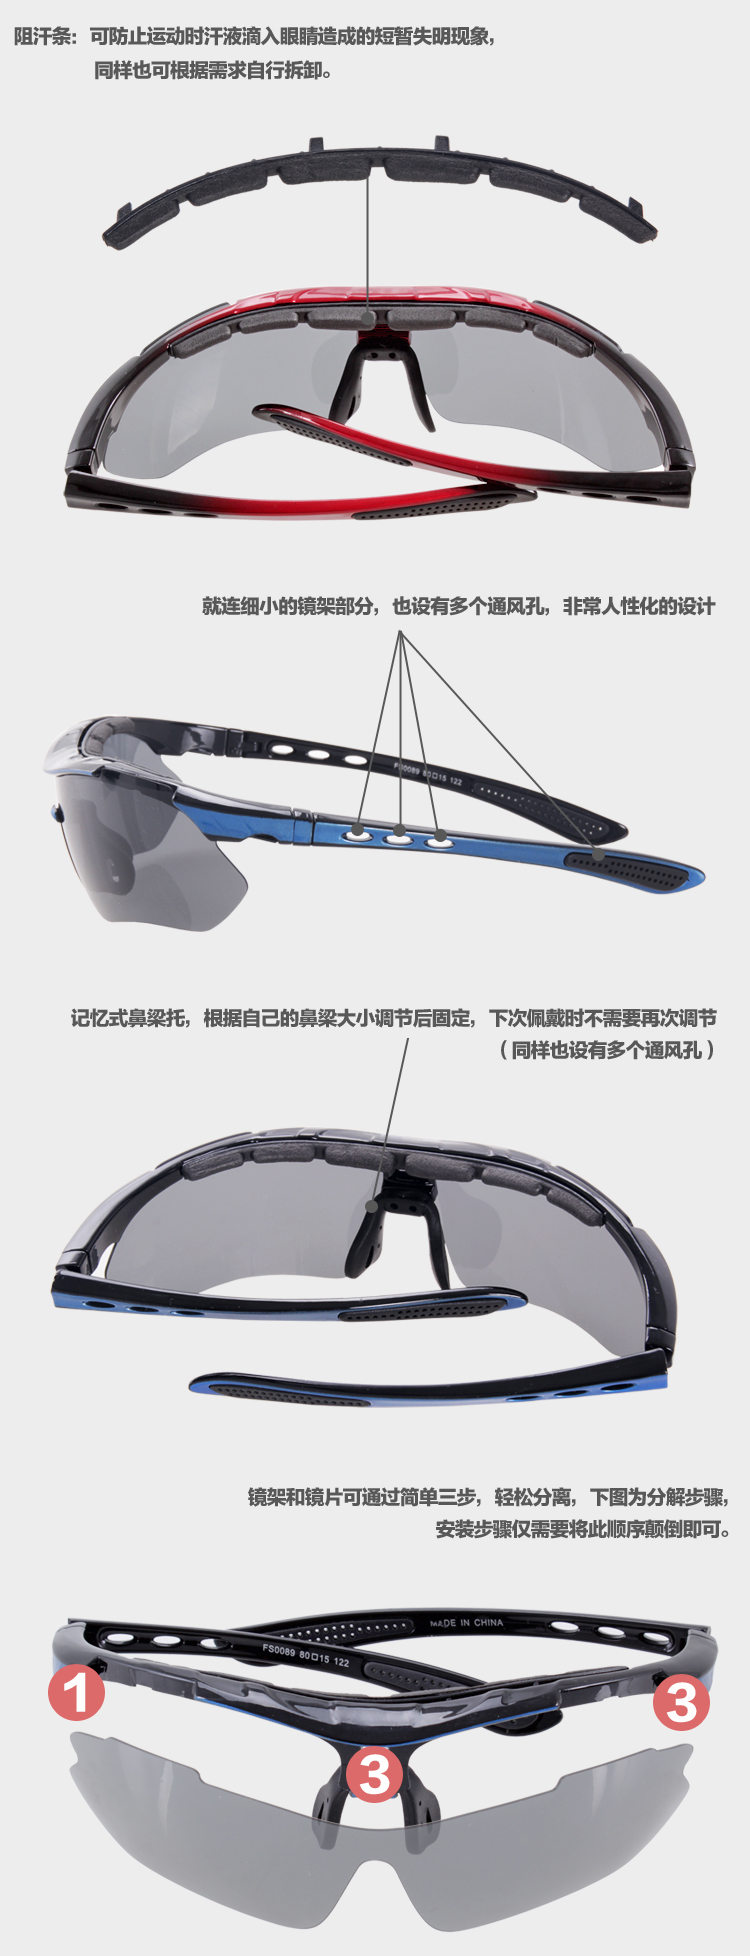 阻汗条：可防止运动时汗液滴入眼睛造成的短暂失明现象，
同样也可根据需求自行拆卸。
就连细小的镜架部分，也设有多个通风孔，非常人性化的设计
FS0089 80□15 122
记忆式鼻梁托，根据自己的鼻梁大小调节后固定，下次佩戴时不需要再次调节
（同样也设有多个通风孔）
镜架和镜片可通过简单三步，轻松分离，下图为分解步骤，
安装步骤仅需要将此顺序颠倒即可。
MADE IN CHINA
FS0089 80□15 122
1
3
3